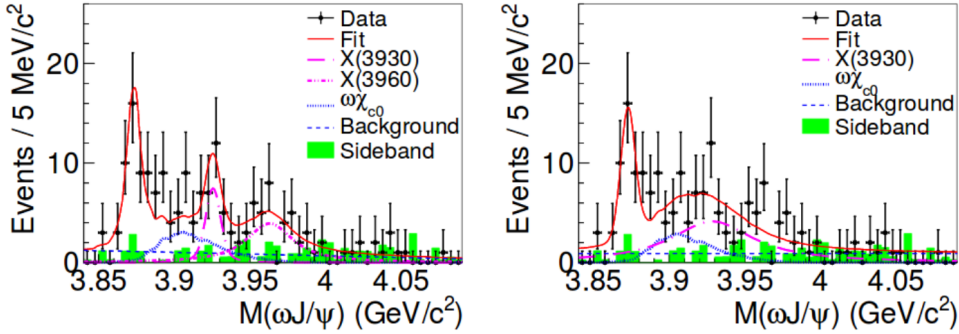 Events / 5 MeV/c²
20
10
0
Data
Fit
X(3930)
X(3960)
ωχc0
Background
Sideband
3.85 3.9 3.95 4 4.05
M(ωJ/ψ) (GeV/c²)
Events / 5 MeV/c²
20
10
0
Data
Fit
X(3930)
ωχc0
Background
Sideband
3.85 3.9 3.95 4 4.05
M(ωJ/ψ) (GeV/c²)